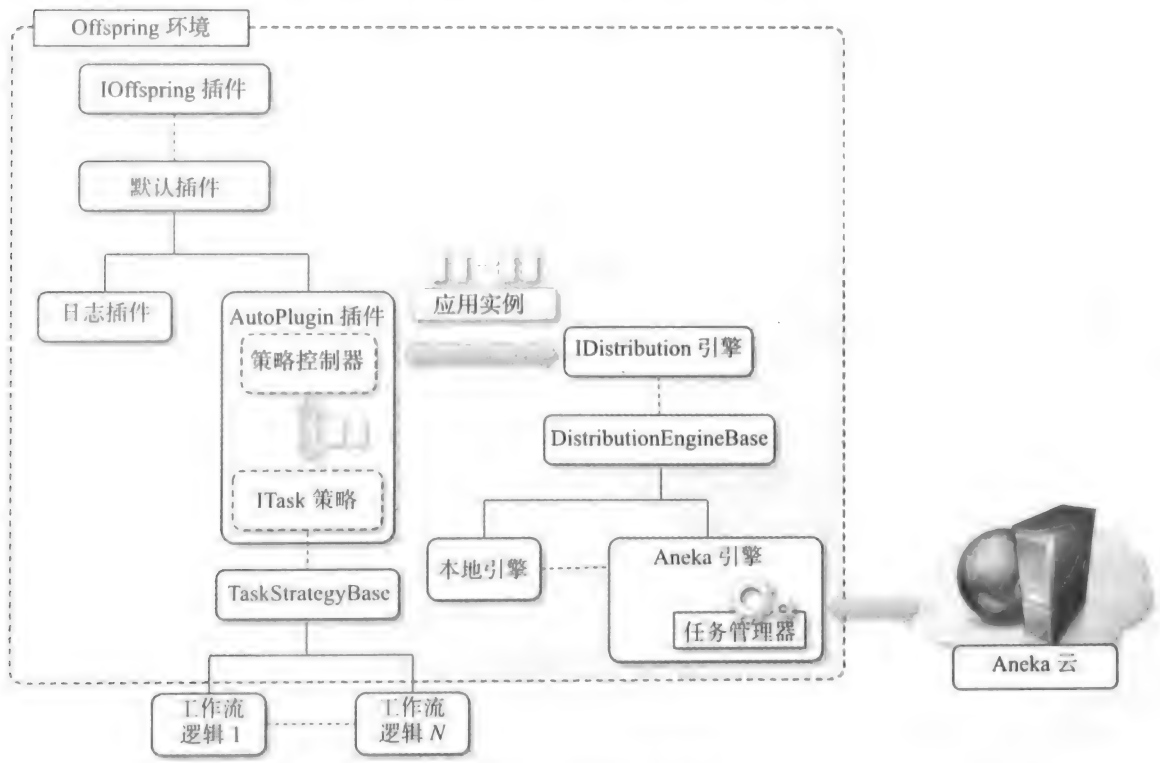 Offspring 环境
IOffspring 插件
默认插件
日志插件
AutoPlugin 插件
策略控制器
ITask 策略
TaskStrategyBase
工作流
逻辑 1
工作流
逻辑 N
应用实例
IDistribution 引擎
DistributionEngineBase
本地引擎
Aneka 引擎
任务管理器
Aneka 云